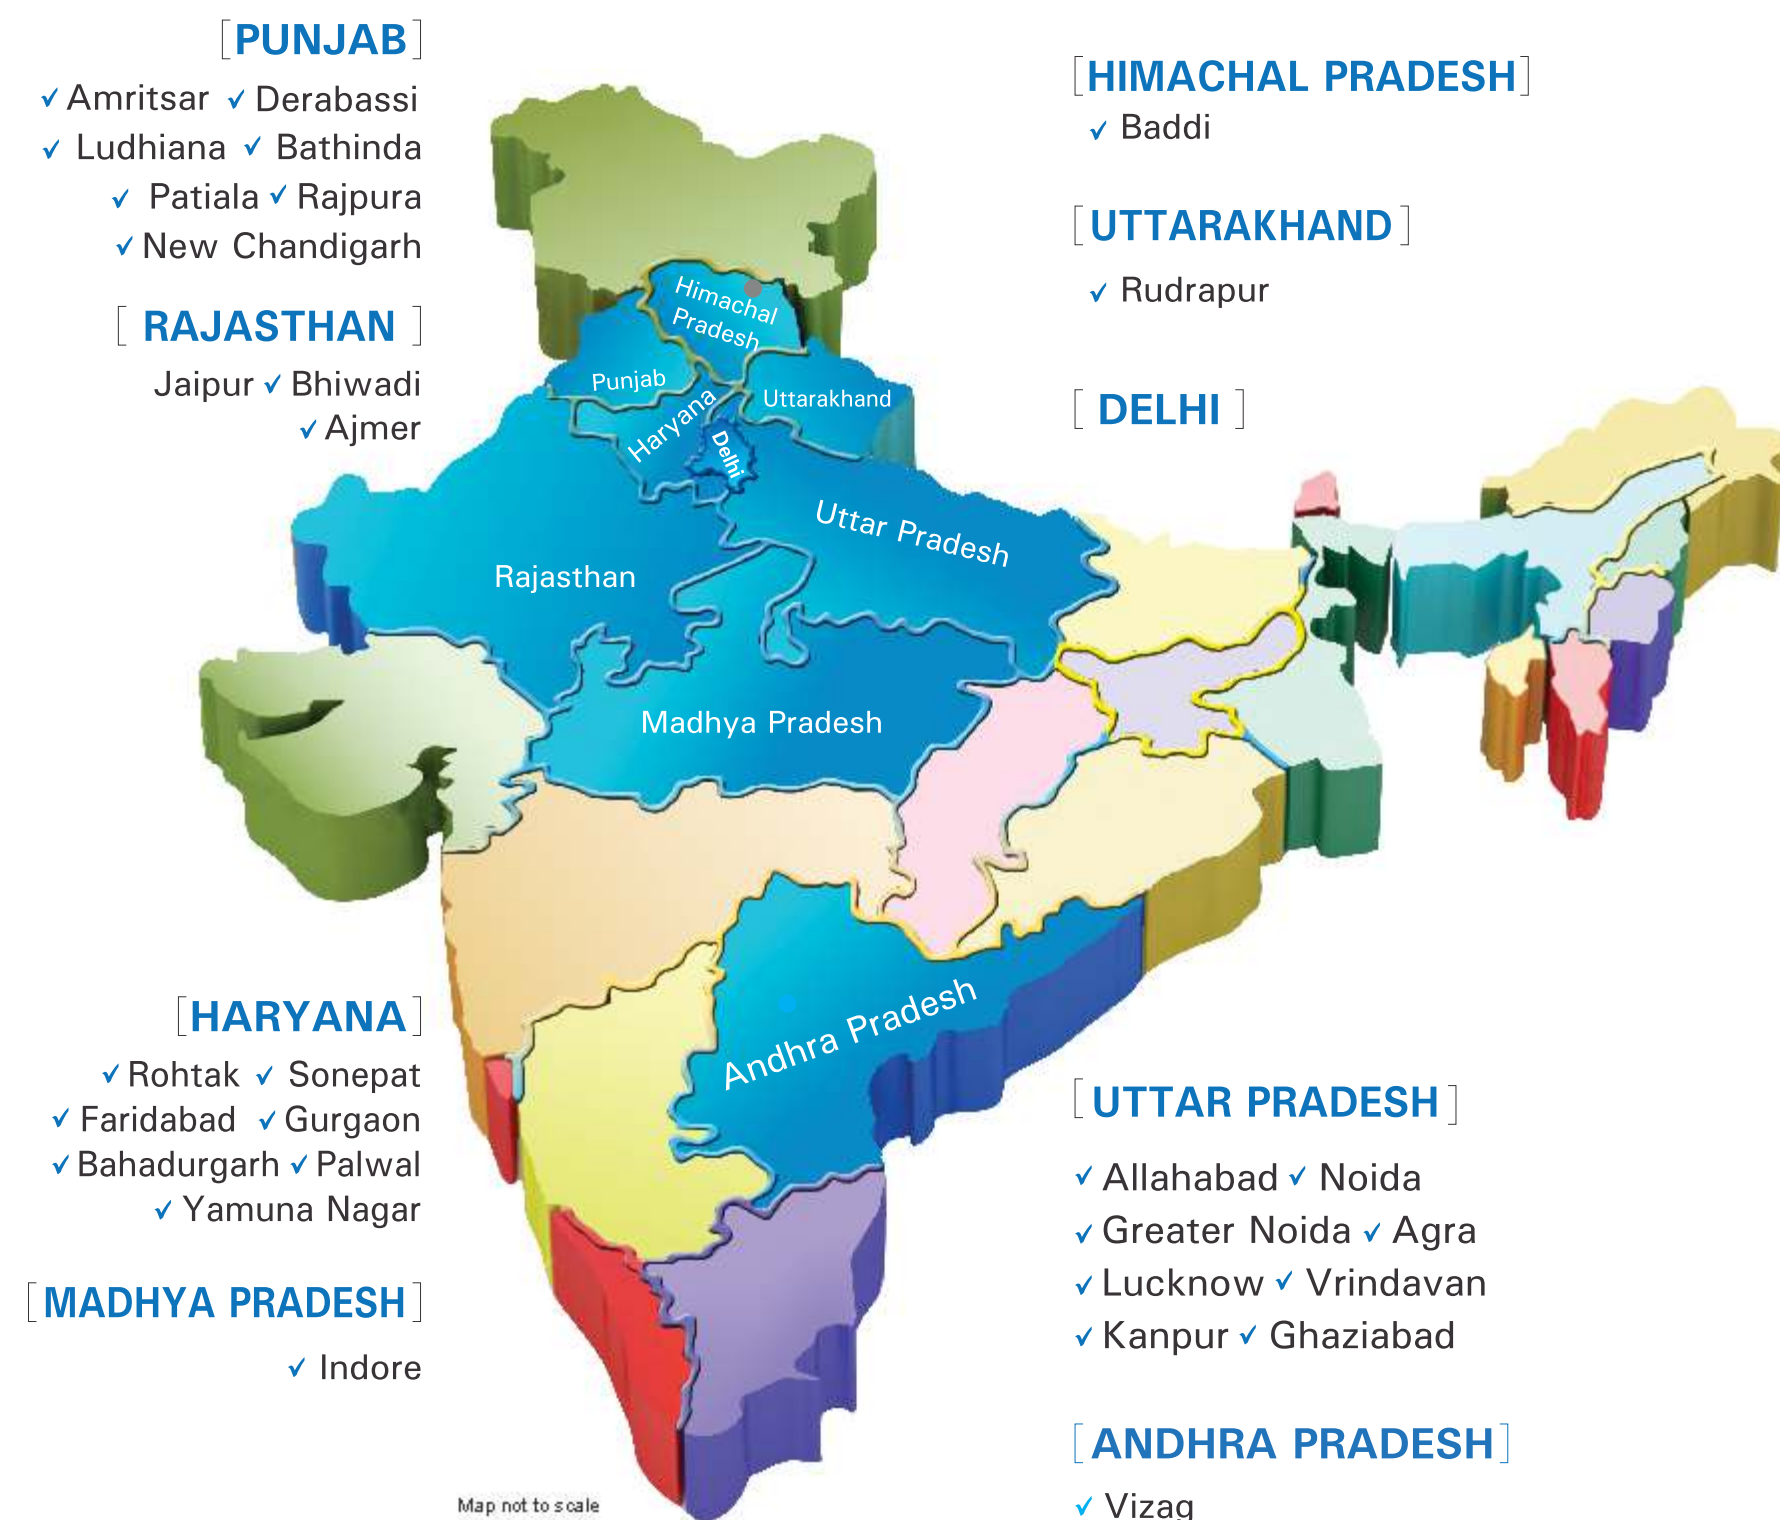 [PUNJAB]
✓ Amritsar ✓ Derabassi
✓ Ludhiana ✓ Bathinda
✓ Patiala ✓ Rajpura
✓ New Chandigarh
[ RAJASTHAN ]
Jaipur ✓ Bhiwadi
✓ Ajmer
[HARYANA]
✓ Rohtak ✓ Sonepat
✓ Faridabad ✓ Gurgaon
✓ Bahadurgarh ✓ Palwal
✓ Yamuna Nagar
[MADHYA PRADESH]
✓ Indore
Himachal
Pradesh
Punjab
Uttarakhand
Haryana
Delhi
Uttar Pradesh
Rajasthan
Madhya Pradesh
Andhra Pradesh
Map not to scale
[HIMACHAL PRADESH]
✓ Baddi
[UTTARAKHAND]
✓ Rudrapur
[ DELHI ]
[UTTAR PRADESH]
✓ Allahabad ✓ Noida
✓ Greater Noida ✓ Agra
✓ Lucknow ✓ Vrindavan
✓ Kanpur ✓ Ghaziabad
[ANDHRA PRADESH]
✓ Vizag